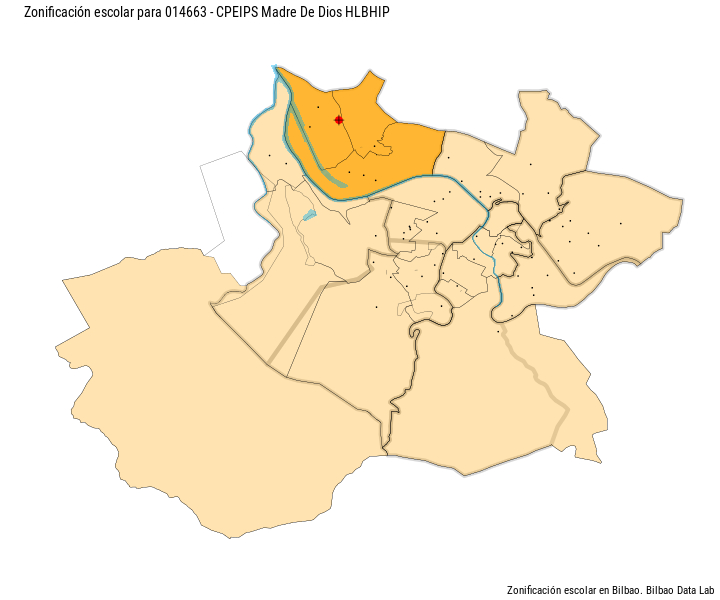 Zonificación escolar para 014663 - CPEIPS Madre De Dios HLBHIP
Zonificación escolar en Bilbao. Bilbao Data Lab